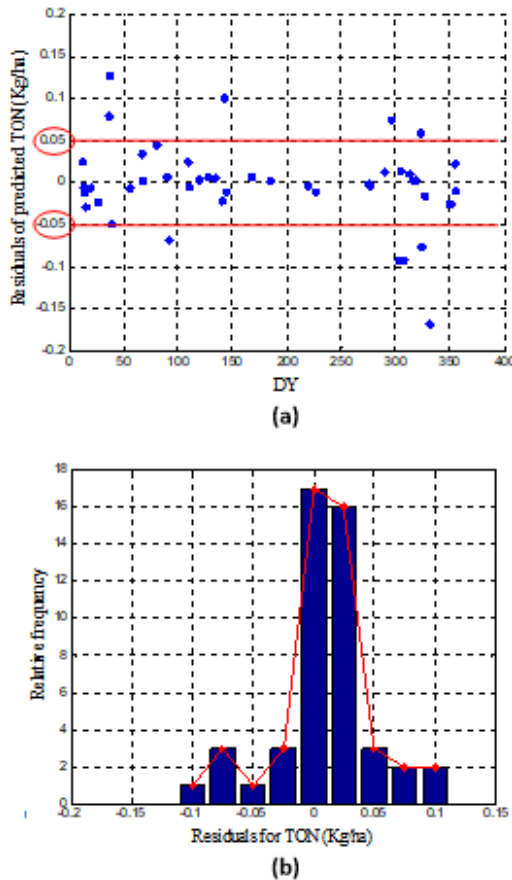 0.2
0.15
0.1
0.05
0
-0.05
-0.1
-0.15
-0.2
Residuals of predicted TON (Kg/ha)
0 50 100 150 200 250 300 350 400
DY
(a)
18
16
14
12
10
8
6
4
2
0
Relative frequency
-0.2 -0.15 -0.1 -0.05 0 0.05 0.1 0.15
Residuals for TON (Kg/ha)
(b)